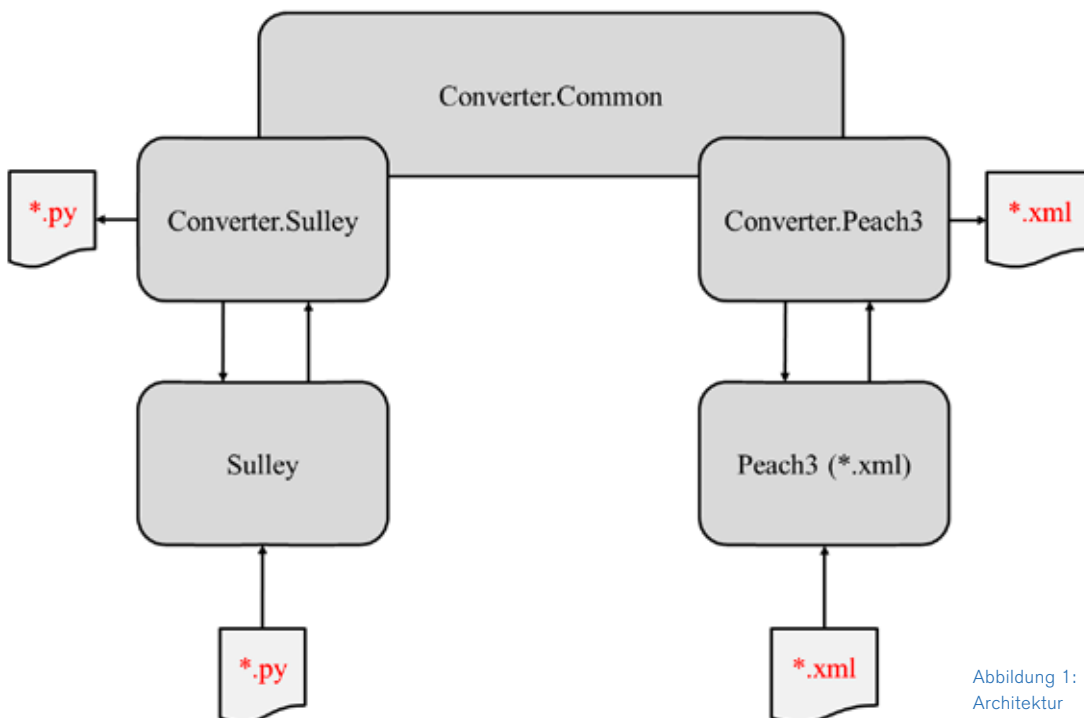 Converter.Common
*.py
Converter.Sulley
Converter.Peach3
*.xml
Sulley
Peach3 (*.xml)
*.py
*.xml
Abbildung 1:
Architektur